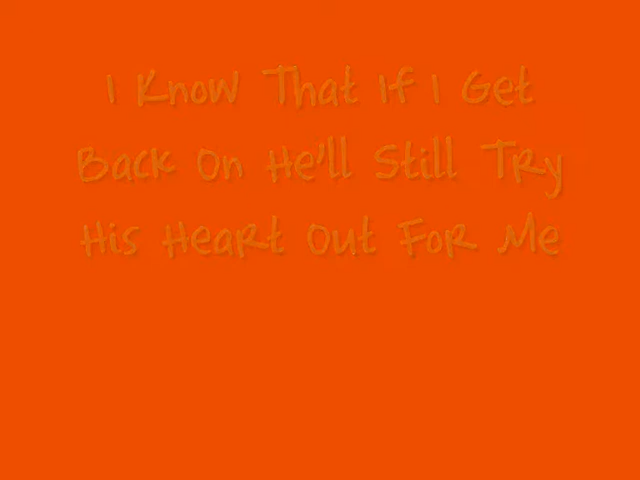 I Know That If I Get
Back On He'll Still Try
His Heart Out For Me